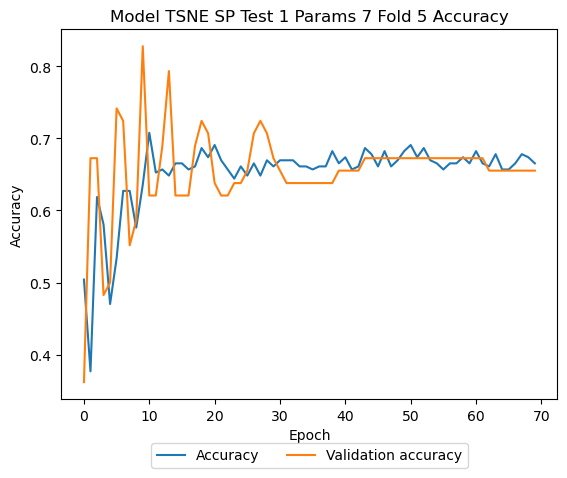 Model TSNE SP Test 1 Params 7 Fold 5 Accuracy
0.8
0.7
0.6
0.5
0.4
Accuracy
0 10 20 30 40 50 60 70
Epoch
Accuracy Validation accuracy